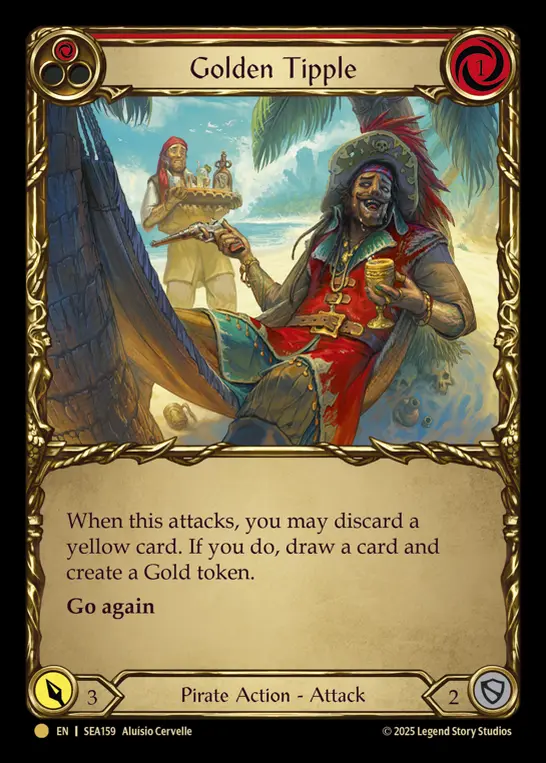 Golden Tipple
1
When this attacks, you may discard a
yellow card. If you do, draw a card and
create a Gold token.
Go again
3
Pirate Action - Attack
2
EN | SEA159 Aluisio Cervelle
© 2025 Legend Story Studios